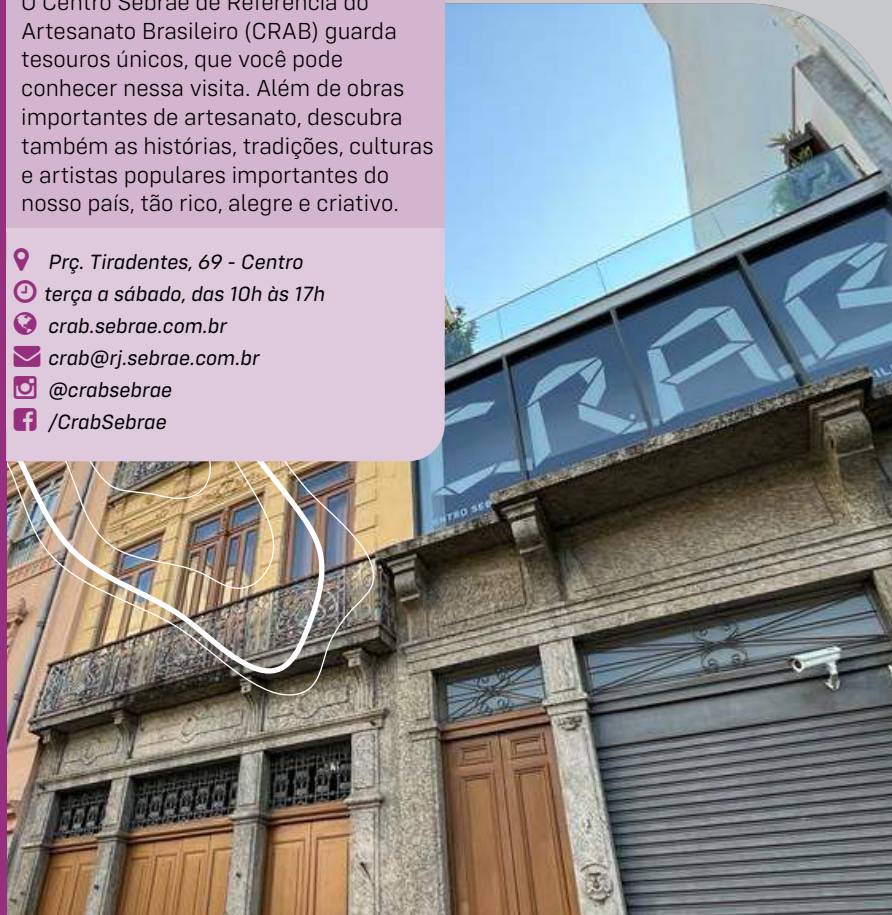 O Centro Sebrae de Referência do
Artesanato Brasileiro (CRAB) guarda
tesouros únicos, que você pode
conhecer nessa visita. Além de obras
importantes de artesanato, descubra
também as histórias, tradições, culturas
e artistas populares importantes do
nosso país, tão rico, alegre e criativo.
Prç. Tiradentes, 69 - Centro
terça a sábado, das 10h às 17h
crab.sebrae.com.br
crab@rj.sebrae.com.br
@crabsebrae
/CrabSebrae
C.R.A.B